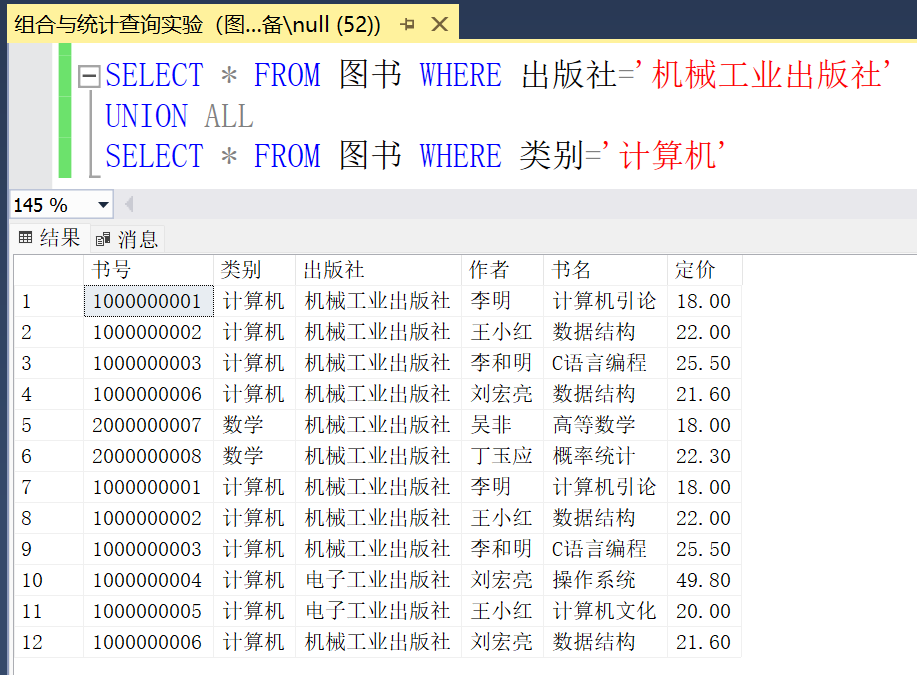 组合与统计查询实验（图...备\null (52))
SELECT * FROM 图书 WHERE 出版社='机械工业出版社'
UNION ALL
SELECT * FROM 图书 WHERE 类别='计算机'
145 %
结果 消息
书号 类别 出版社 作者 书名 定价
1 1000000001 计算机 机械工业出版社 李明 计算机引论 18.00
2 1000000002 计算机 机械工业出版社 王小红 数据结构 22.00
3 1000000003 计算机 机械工业出版社 李和明 C语言编程 25.50
4 1000000006 计算机 机械工业出版社 刘宏亮 数据结构 21.60
5 2000000007 数学 机械工业出版社 吴非 高等数学 18.00
6 2000000008 数学 机械工业出版社 丁玉应 概率统计 22.30
7 1000000001 计算机 机械工业出版社 李明 计算机引论 18.00
8 1000000002 计算机 机械工业出版社 王小红 数据结构 22.00
9 1000000003 计算机 机械工业出版社 李和明 C语言编程 25.50
10 1000000004 计算机 电子工业出版社 刘宏亮 操作系统 49.80
11 1000000005 计算机 电子工业出版社 王小红 计算机文化 20.00
12 1000000006 计算机 机械工业出版社 刘宏亮 数据结构 21.60